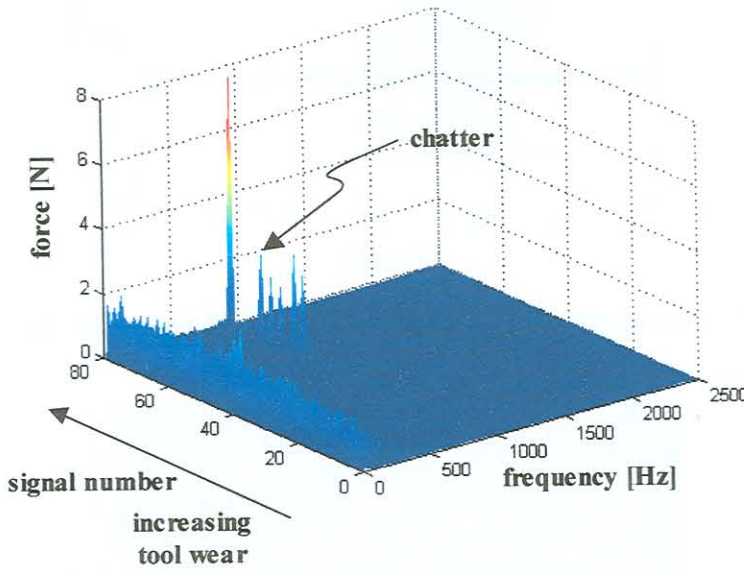 8
6
4
2
0
force [N]
chatter
80
60
40
20
0
signal number
increasing
tool wear
0
500
1000
1500
2000
2500
frequency [Hz]